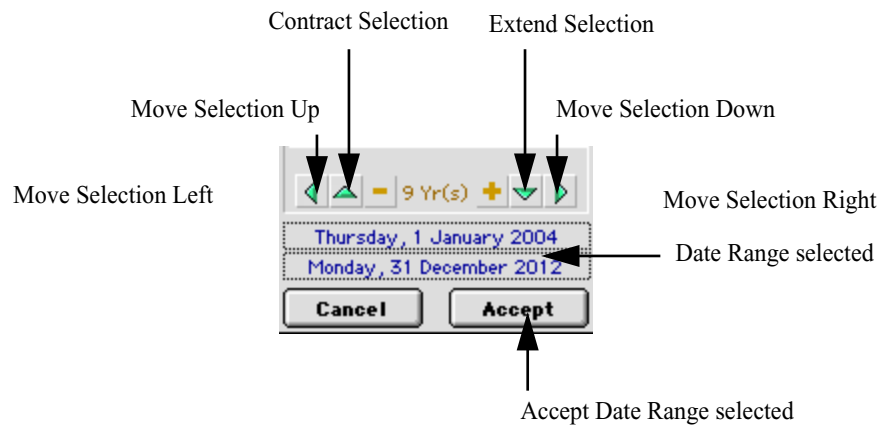 Contract Selection
Extend Selection
Move Selection Up
Move Selection Down
Move Selection Left
9 Yr(s)
Move Selection Right
Thursday, 1 January 2004
Date Range selected
Monday, 31 December 2012
Cancel
Accept
Accept Date Range selected